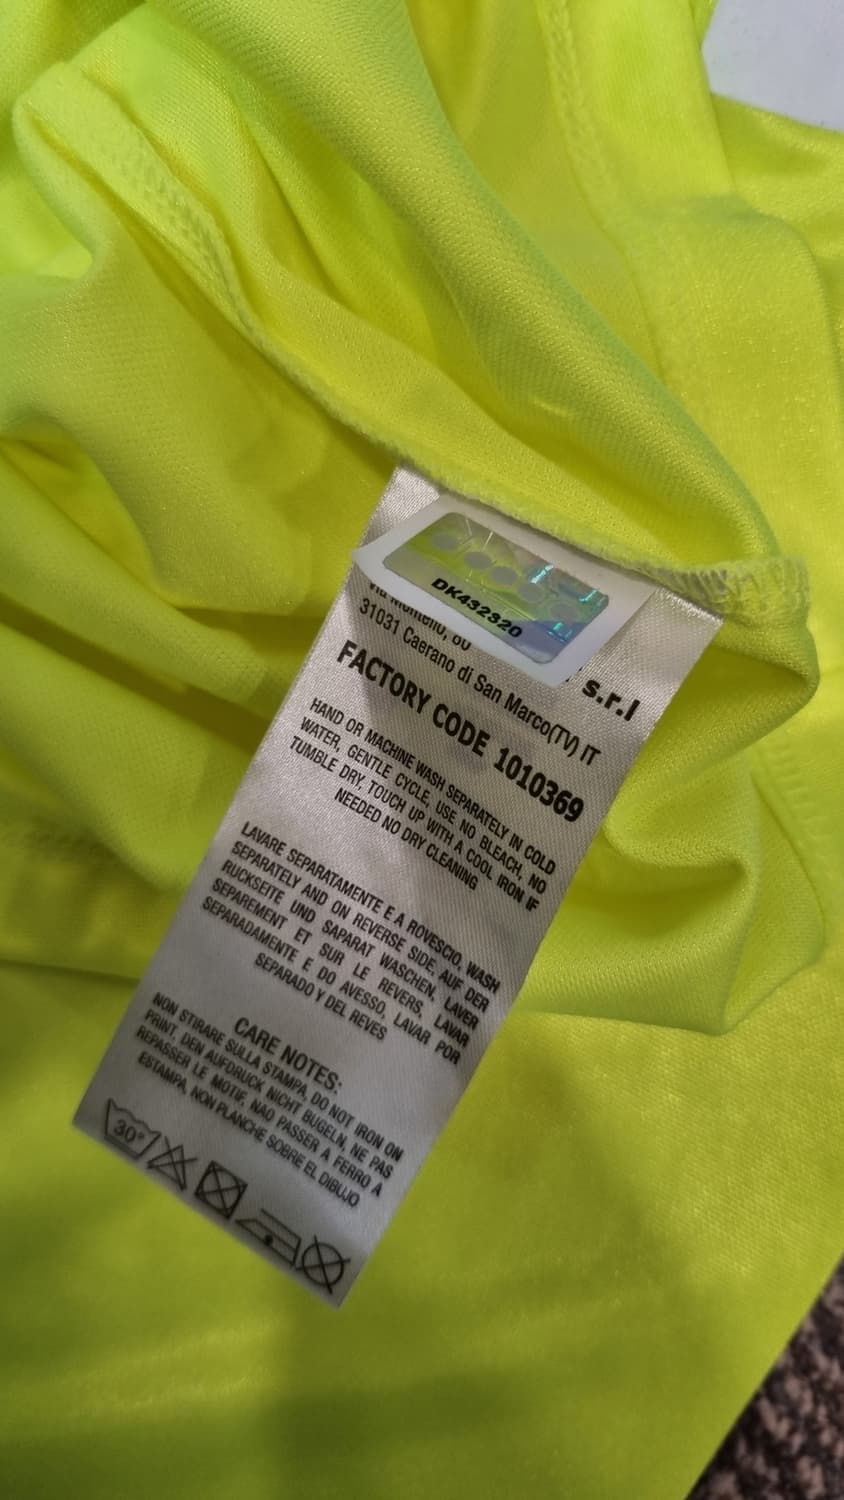 DK432320
s.r.l
Via Montello, 80
31031 Caerano di San Marco(TV) IT
FACTORY CODE 1010369
HAND OR MACHINE WASH SEPARATELY IN COLD
WATER, GENTLE CYCLE, USE NO BLEACH, NO
TUMBLE DRY, TOUCH UP WITH A COOL IRON IF
NEEDED NO DRY CLEANING
LAVARE SEPARATAMENTE E A ROVESCIO, WASH
SEPARATELY AND ON REVERSE SIDE, AUF DER
RUCKSEITE UND SAPARAT WASCHEN, LAVER
SEPAREMENT ET SUR LE REVERS, LAVAR
SEPARADAMENTE E DO AVESSO, LAVAR POR
SEPARADO Y DEL REVES
CARE NOTES:
NON STIRARE SULLA STAMPA, DO NOT IRON ON
PRINT, DEN AUFDRUCK NICHT BUGELN, NE PAS
REPASSER LE MOTIF, NAO PASSER A FERRO A
ESTAMPA, NON PLANCHE SOBRE EL DIBUJO
30°